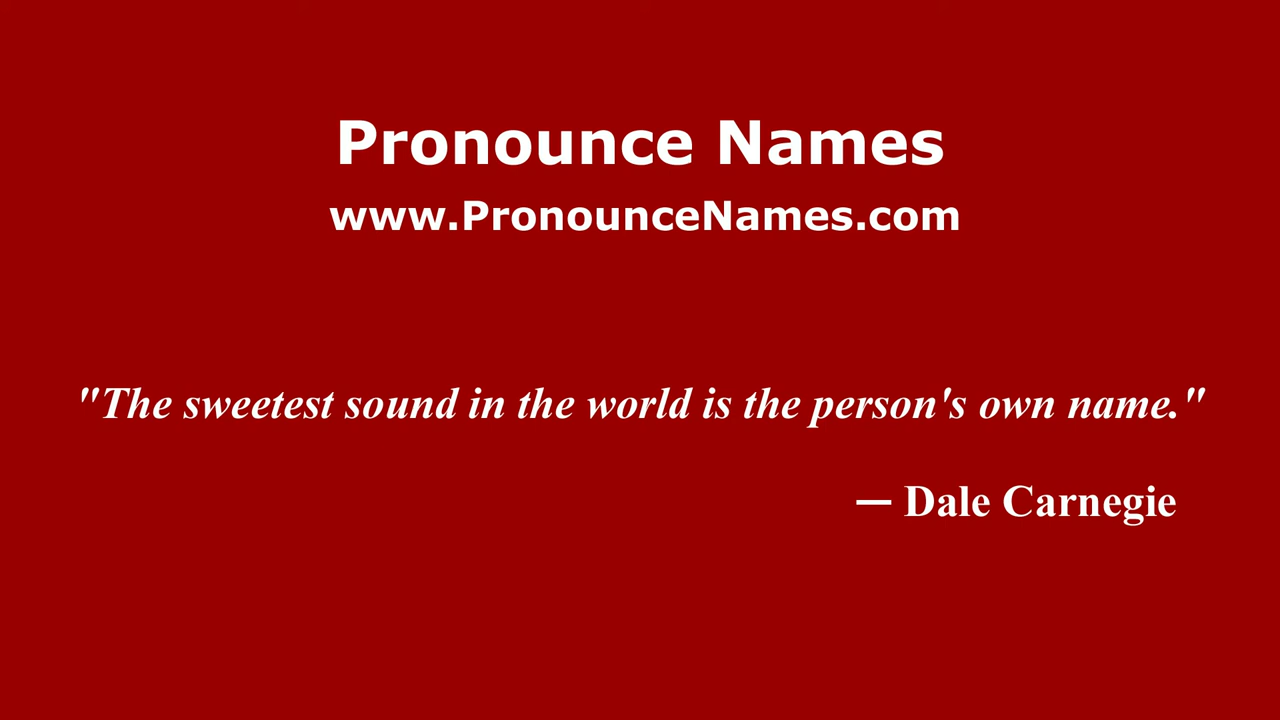 Pronounce Names
www.PronounceNames.com
"The sweetest sound in the world is the person's own name."
— Dale Carnegie